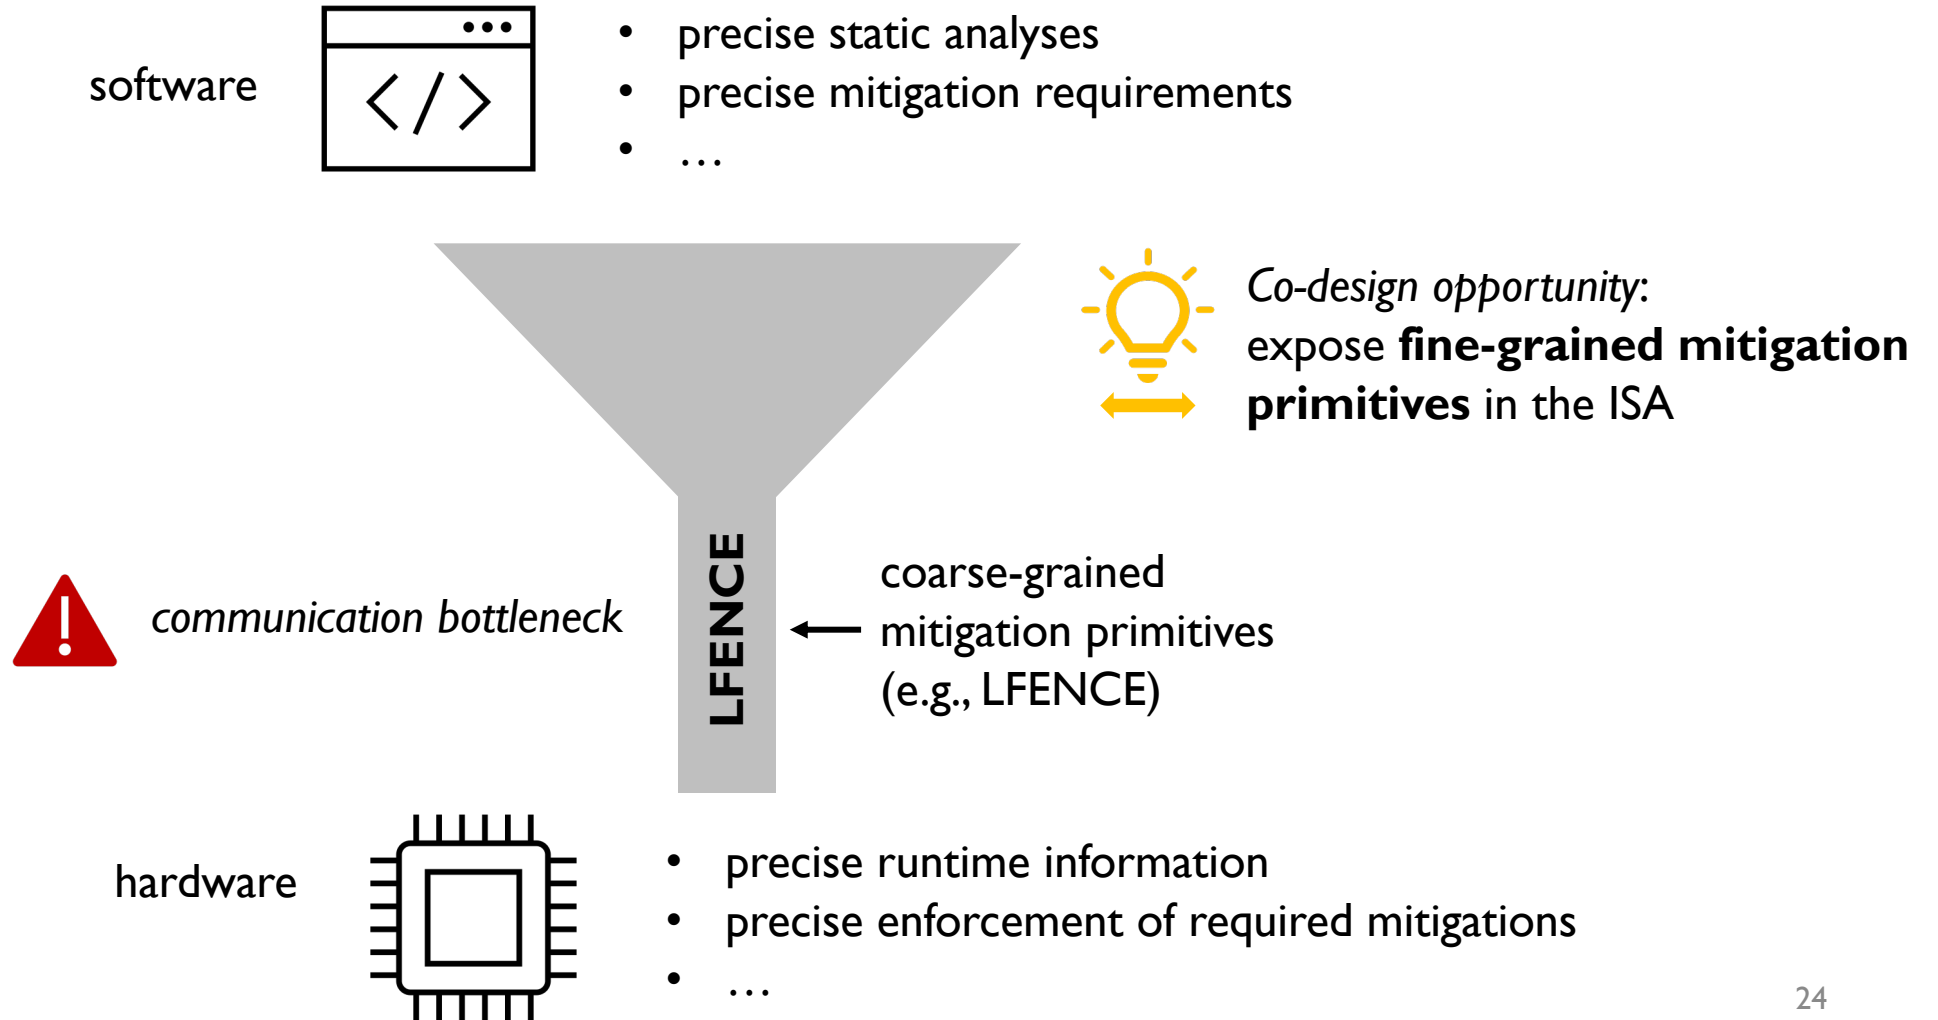 software
</>
• precise static analyses
• precise mitigation requirements
• …
Co-design opportunity:
expose fine-grained mitigation
primitives in the ISA
communication bottleneck
LFENCE
coarse-grained
mitigation primitives
(e.g., LFENCE)
hardware
• precise runtime information
• precise enforcement of required mitigations
• …
24